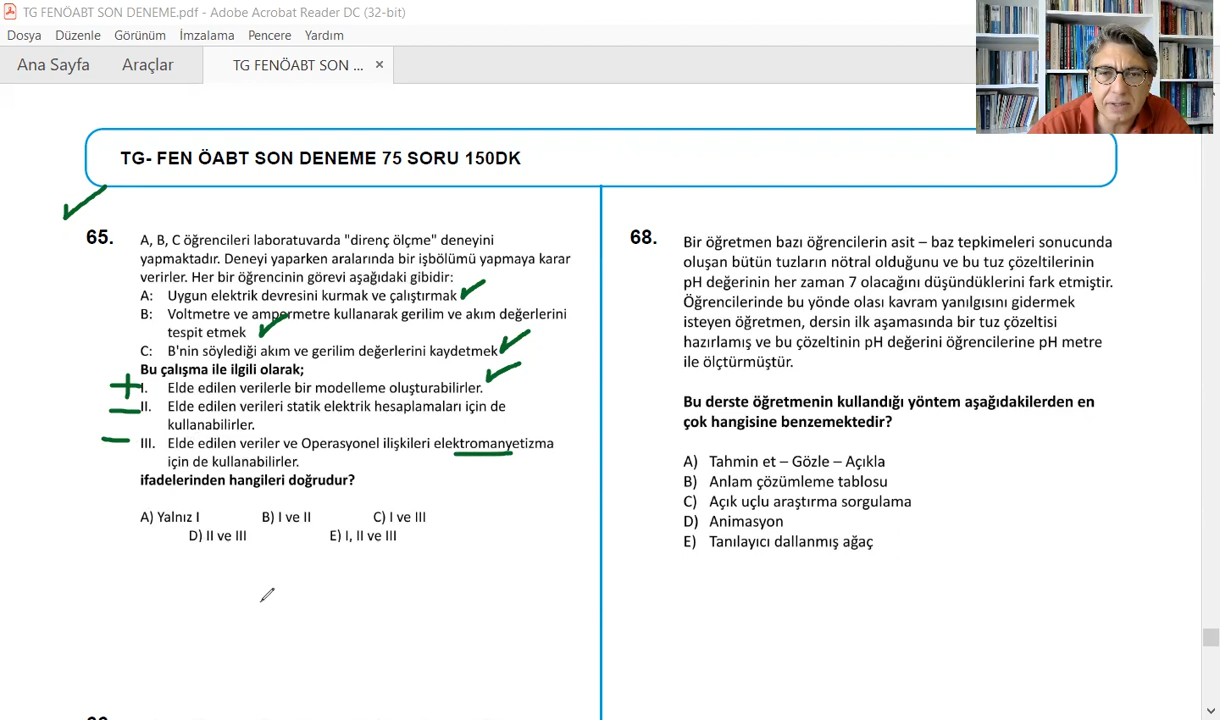 TG FENÖABT SON DENEME.pdf - Adobe Acrobat Reader DC (32-bit)
Dosya Düzenle Görünüm İmzalama Pencere Yardım
Ana Sayfa Araçlar TG FENÖABT SON ... ×
TG- FEN ÖABT SON DENEME 75 SORU 150DK
65. A, B, C öğrencileri laboratuvarda "direnç ölçme" deneyini
yapmaktadır. Deneyi yaparken aralarında bir işbölümü yapmaya karar
verirler. Her bir öğrencinin görevi aşağıdaki gibidir:
A: Uygun elektrik devresini kurmak ve çalıştırmak
B: Voltmetre ve ampermetre kullanarak gerilim ve akım değerlerini
tespit etmek
C: B'nin söylediği akım ve gerilim değerlerini kaydetmek
Bu çalışma ile ilgili olarak;
I. Elde edilen verilerle bir modelleme oluşturabilirler.
II. Elde edilen verileri statik elektrik hesaplamaları için de
kullanabilirler.
III. Elde edilen veriler ve Operasyonel ilişkileri elektromanyetizma
için de kullanabilirler.
ifadelerinden hangileri doğrudur?
A) Yalnız I B) I ve II C) I ve III
D) II ve III E) I, II ve III
68. Bir öğretmen bazı öğrencilerin asit – baz tepkimeleri sonucunda
oluşan bütün tuzların nötral olduğunu ve bu tuz çözeltilerinin
pH değerinin her zaman 7 olacağını düşündüklerini fark etmiştir.
Öğrencilerinde bu yönde olası kavram yanılgısını gidermek
isteyen öğretmen, dersin ilk aşamasında bir tuz çözeltisi
hazırlamış ve bu çözeltinin pH değerini öğrencilerine pH metre
ile ölçtürmüştür.
Bu derste öğretmenin kullandığı yöntem aşağıdakilerden en
çok hangisine benzemektedir?
A) Tahmin et – Gözle – Açıkla
B) Anlam çözümleme tablosu
C) Açık uçlu araştırma sorgulama
D) Animasyon
E) Tanılayıcı dallanmış ağaç